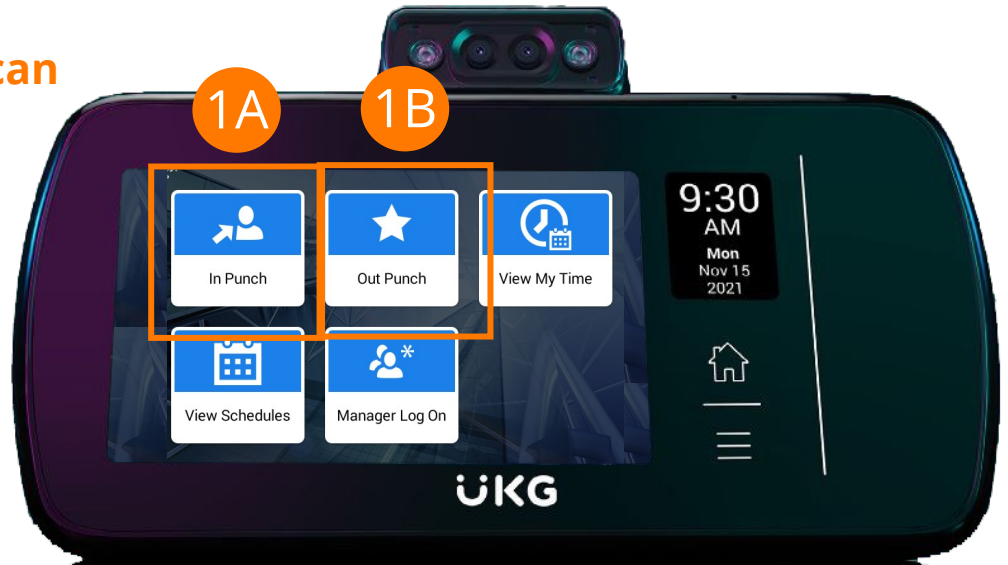 can
1A
1B
In Punch
Out Punch
View My Time
View Schedules
Manager Log On
9:30
AM
Mon
Nov 15
2021
UKG